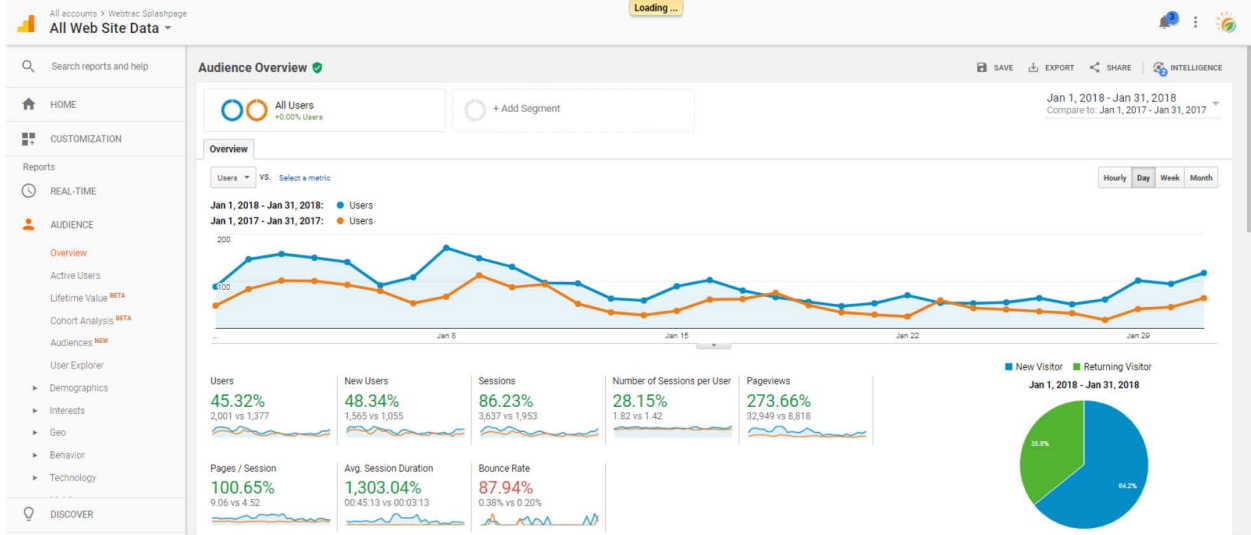 All accounts > Webtrac Splashpage
All Web Site Data
Loading ...
3
Search reports and help
HOME
CUSTOMIZATION
Reports
REAL-TIME
AUDIENCE
Overview
Active Users
Lifetime Value BETA
Cohort Analysis BETA
Audiences NEW
User Explorer
Demographics
Interests
Geo
Behavior
Technology
DISCOVER
Audience Overview
SAVE
EXPORT
SHARE
2
INTELLIGENCE
All Users
+0.00% Users
+ Add Segment
Jan 1, 2018 - Jan 31, 2018
Compare to: Jan 1, 2017 - Jan 31, 2017
Overview
Users VS. Select a metric
Hourly Day Week Month
Jan 1, 2018 - Jan 31, 2018: Users
Jan 1, 2017 - Jan 31, 2017: Users
200
100
... Jan 8 Jan 15 Jan 22 Jan 29
Users
45.32%
2,001 vs 1,377
New Users
48.34%
1,565 vs 1,055
Sessions
86.23%
3,637 vs 1,953
Number of Sessions per User
28.15%
1.82 vs 1.42
Pageviews
273.66%
32,949 vs 8,818
Pages / Session
100.65%
9.06 vs 4.52
Avg. Session Duration
1,303.04%
00:45:13 vs 00:03:13
Bounce Rate
87.94%
0.38% vs 0.20%
New Visitor Returning Visitor
Jan 1, 2018 - Jan 31, 2018
35.8%
64.2%